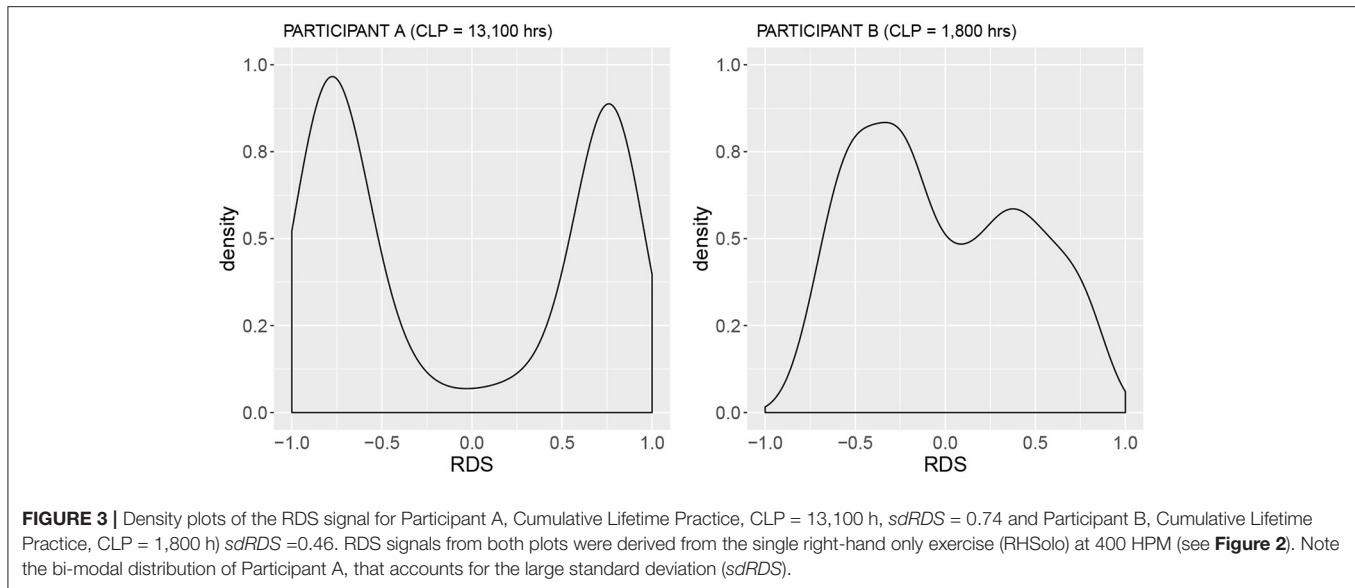 PARTICIPANT A (CLP = 13,100 hrs)
PARTICIPANT B (CLP = 1,800 hrs)
1.0
0.8
0.5
0.2
0.0
density
−1.0 −0.5 0.0 0.5 1.0
RDS
1.0
0.8
0.5
0.2
0.0
density
−1.0 −0.5 0.0 0.5 1.0
RDS
FIGURE 3 | Density plots of the RDS signal for Participant A, Cumulative Lifetime Practice, CLP = 13,100 h, sdRDS = 0.74 and Participant B, Cumulative Lifetime
Practice, CLP = 1,800 h) sdRDS =0.46. RDS signals from both plots were derived from the single right-hand only exercise (RHSolo) at 400 HPM (see Figure 2). Note
the bi-modal distribution of Participant A, that accounts for the large standard deviation (sdRDS).